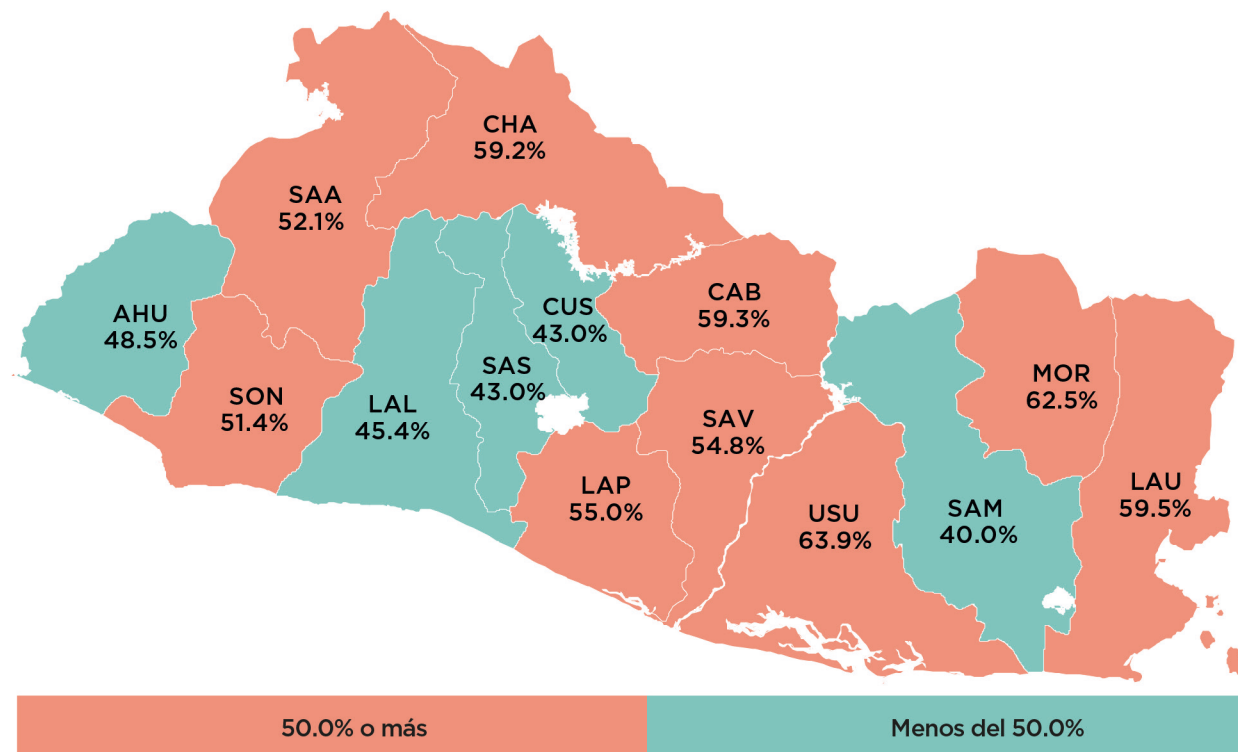 CHA
59.2%
SAA
52.1%
AHU
48.5%
CUS
43.0%
CAB
59.3%
SON
51.4%
LAL
45.4%
SAS
43.0%
SAV
54.8%
MOR
62.5%
LAP
55.0%
USU
63.9%
SAM
40.0%
LAU
59.5%
50.0% o más
Menos del 50.0%